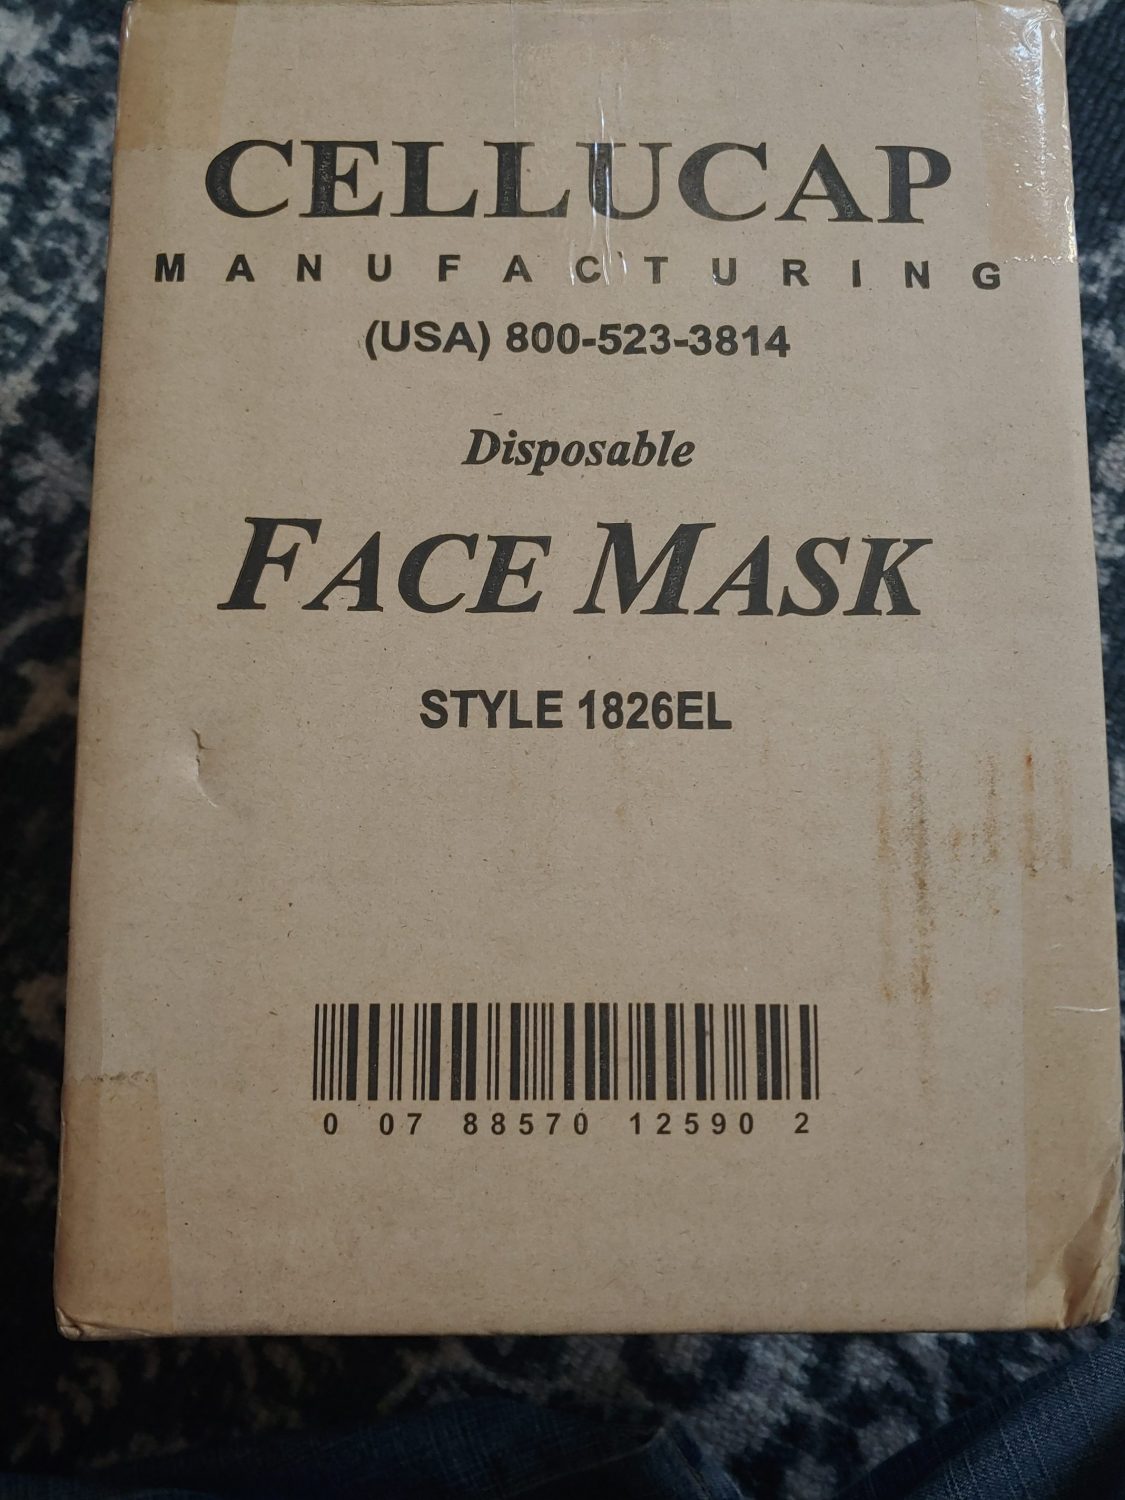 CELLUCAP
MANUFACTURING
(USA) 800-523-3814
Disposable
FACE MASK
STYLE 1826EL
0 07 88570 12590 2